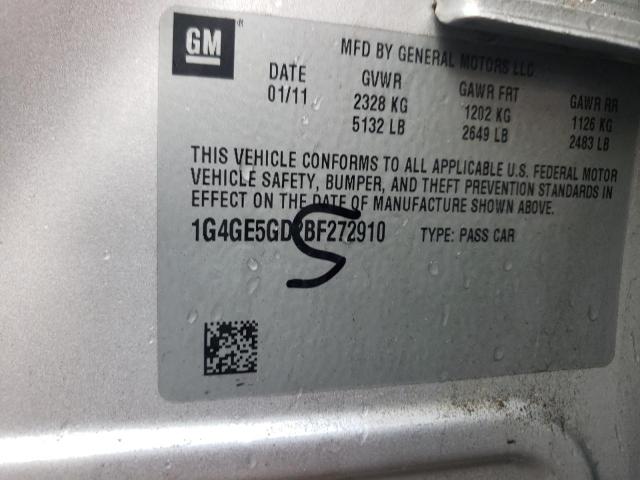 GM
MFD BY GENERAL MOTORS LLC
DATE GVWR GAWR FRT GAWR RR
01/11 2328 KG 1202 KG 1126 KG
5132 LB 2649 LB 2483 LB
THIS VEHICLE CONFORMS TO ALL APPLICABLE U.S. FEDERAL MOTOR
VEHICLE SAFETY, BUMPER, AND THEFT PREVENTION STANDARDS IN
EFFECT ON THE DATE OF MANUFACTURE SHOWN ABOVE.
TYPE: PASS CAR
S